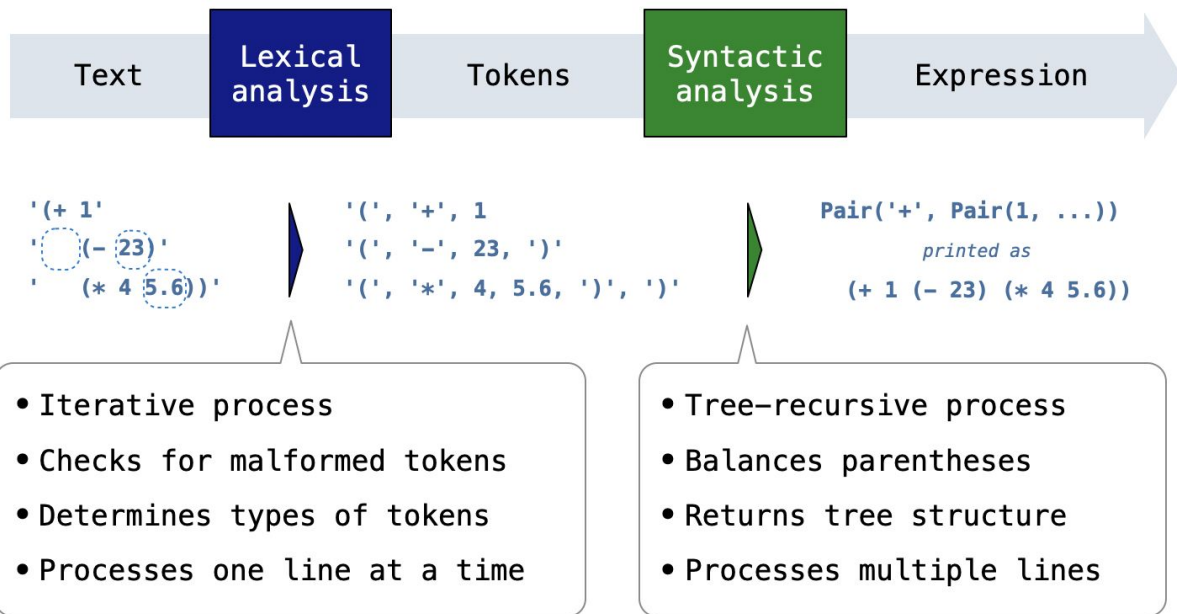 Text
Lexical
analysis
Tokens
Syntactic
analysis
Expression
'(+ 1'
'   (- 23)'
'   (* 4 5.6))'
'(', '+', 1
'(', '-', 23, ')'
'(', '*', 4, 5.6, ')', ')'
Pair('+', Pair(1, ...))
printed as
(+ 1 (- 23) (* 4 5.6))
• Iterative process
• Checks for malformed tokens
• Determines types of tokens
• Processes one line at a time
• Tree-recursive process
• Balances parentheses
• Returns tree structure
• Processes multiple lines